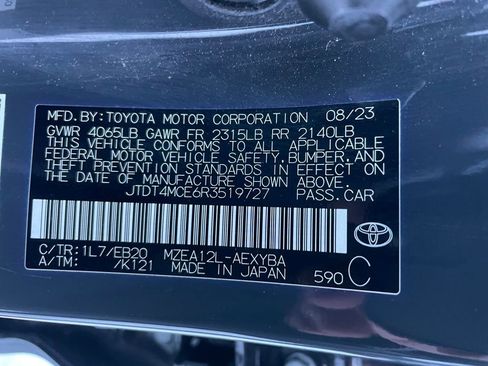 MFD.BY:TOYOTA MOTOR CORPORATION 08/23
GVWR 4065LB GAWR FR 2315LB RR 2140LB
THIS VEHICLE CONFORMS TO ALL APPLICABLE
FEDERAL MOTOR VEHICLE SAFETY,BUMPER, AND
THEFT PREVENTION STANDARDS IN EFFECT ON
THE DATE OF MANUFACTURE SHOWN ABOVE.
JTDT4MCE6R3519727 PASS.CAR
C/TR:1L7/EB20 MZEA12L-AEXYBA
A/TM: /K121 MADE IN JAPAN 590 C